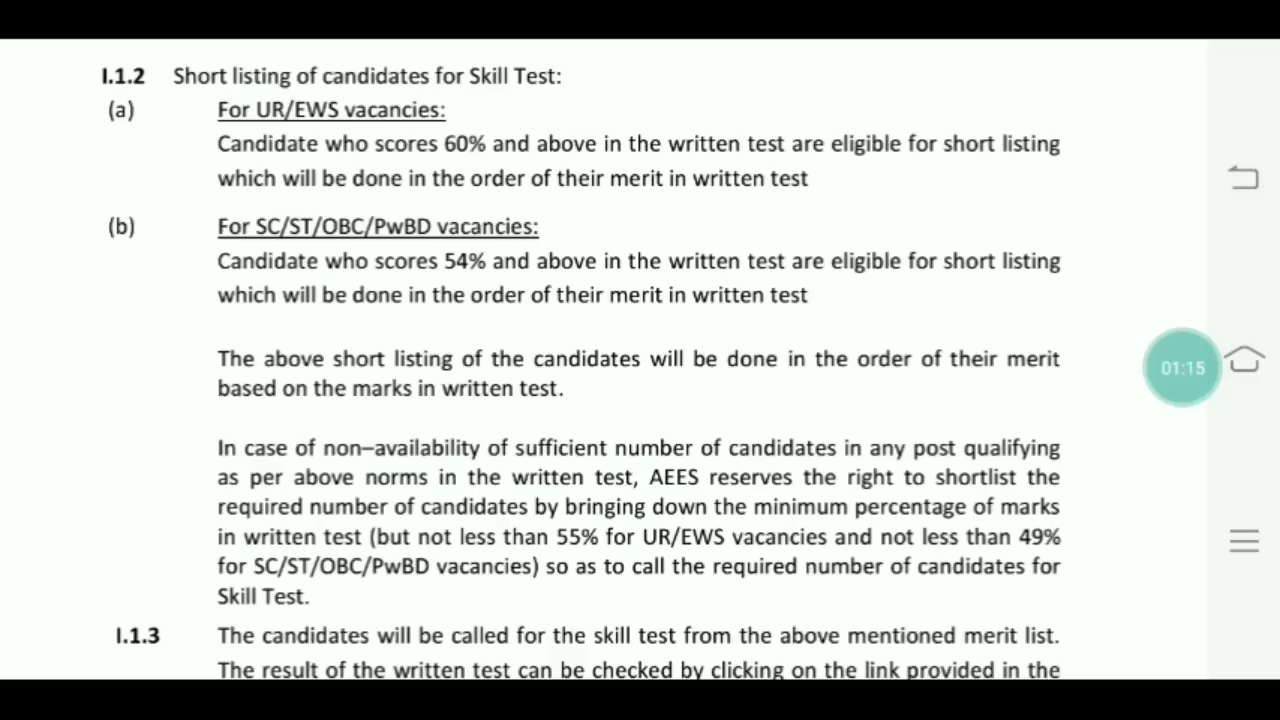 I.1.2 Short listing of candidates for Skill Test:
(a) For UR/EWS vacancies:
Candidate who scores 60% and above in the written test are eligible for short listing
which will be done in the order of their merit in written test
(b) For SC/ST/OBC/PwBD vacancies:
Candidate who scores 54% and above in the written test are eligible for short listing
which will be done in the order of their merit in written test
The above short listing of the candidates will be done in the order of their merit
based on the marks in written test.
01:15
In case of non–availability of sufficient number of candidates in any post qualifying
as per above norms in the written test, AEES reserves the right to shortlist the
required number of candidates by bringing down the minimum percentage of marks
in written test (but not less than 55% for UR/EWS vacancies and not less than 49%
for SC/ST/OBC/PwBD vacancies) so as to call the required number of candidates for
Skill Test.
I.1.3 The candidates will be called for the skill test from the above mentioned merit list.
The result of the written test can be checked by clicking on the link provided in the